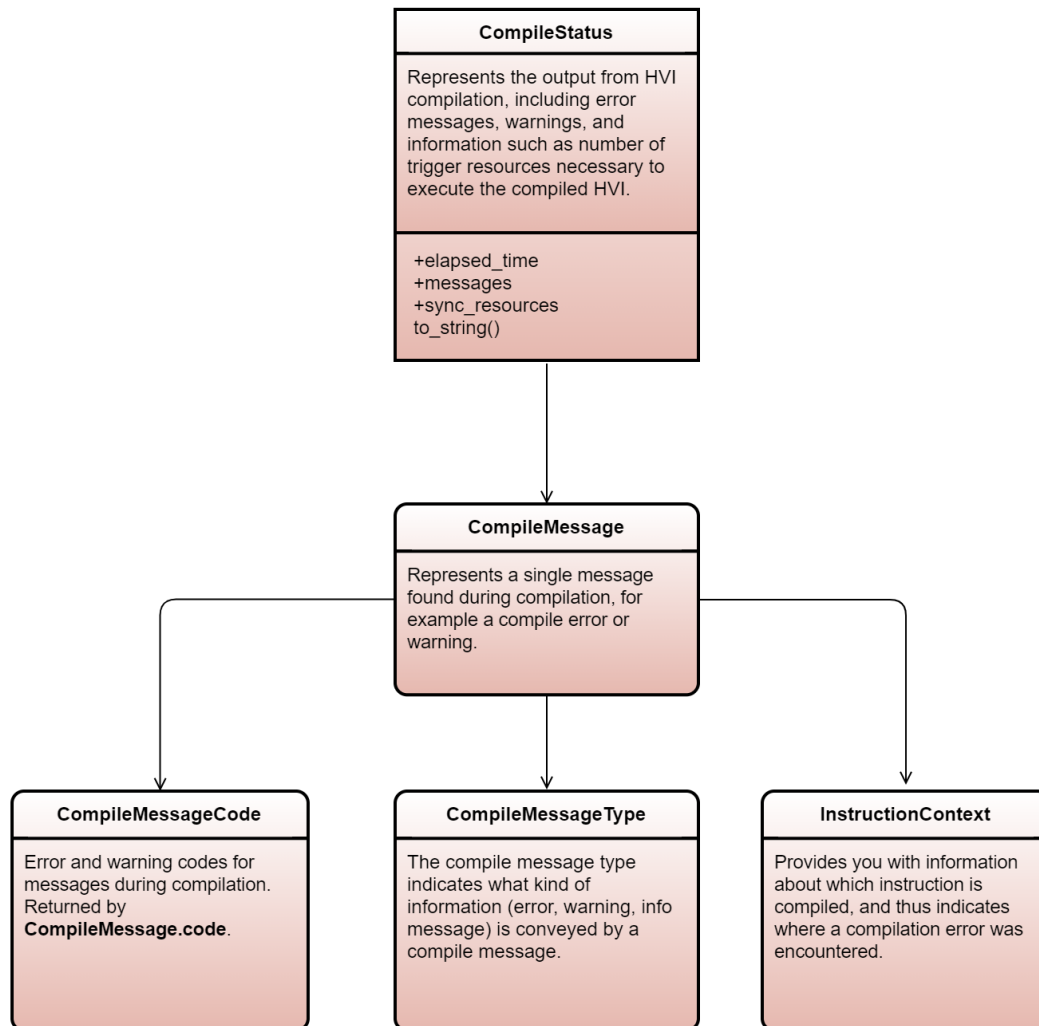 CompileStatus
Represents the output from HVI
compilation, including error
messages, warnings, and
information such as number of
trigger resources necessary to
execute the compiled HVI.
+elapsed_time
+messages
+sync_resources
to_string()
CompileMessage
Represents a single message
found during compilation, for
example a compile error or
warning.
CompileMessageCode
Error and warning codes for
messages during compilation.
Returned by
CompileMessage.code.
CompileMessageType
The compile message type
indicates what kind of
information (error, warning, info
message) is conveyed by a
compile message.
InstructionContext
Provides you with information
about which instruction is
compiled, and thus indicates
where a compilation error was
encountered.